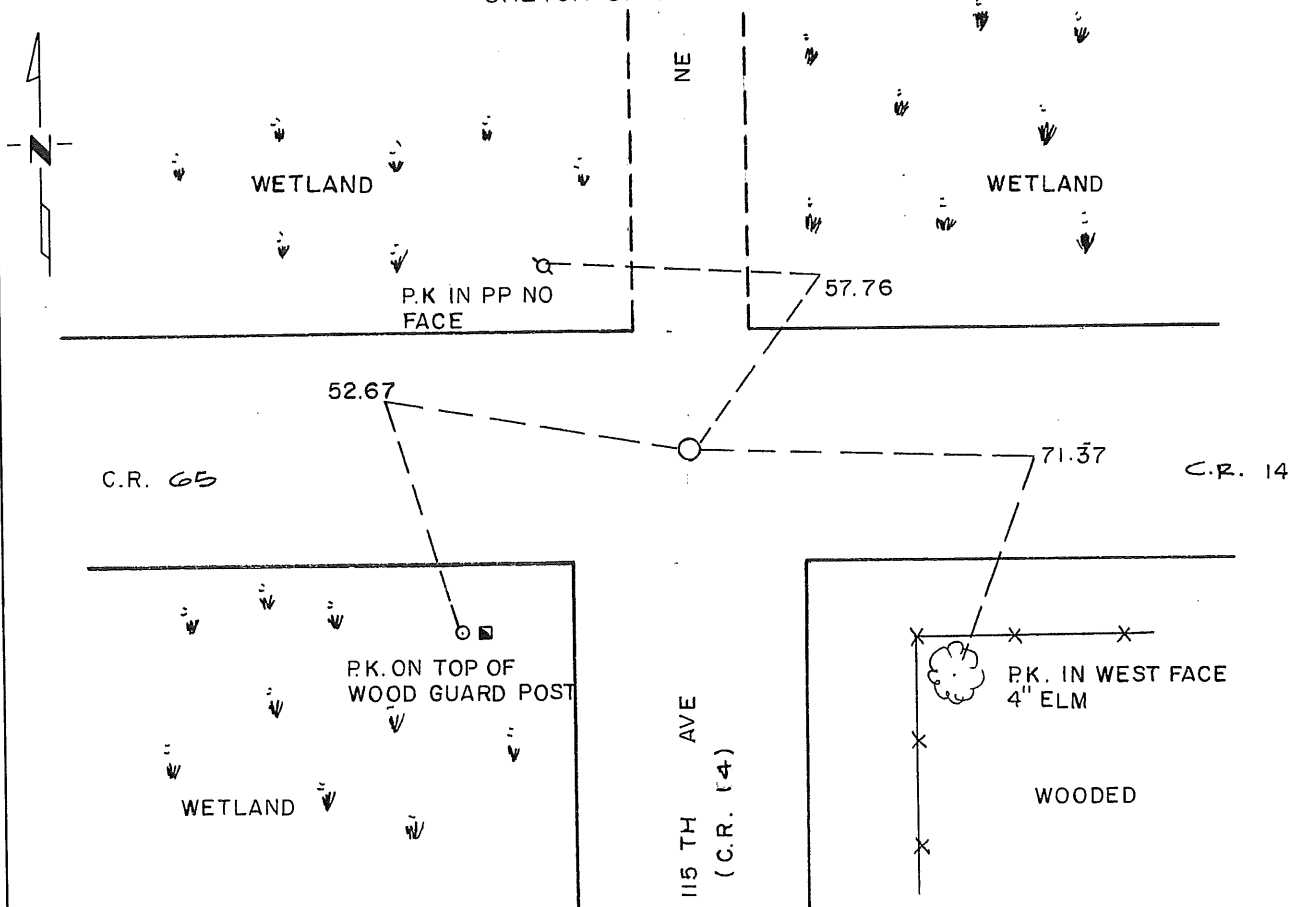 NE
N
WETLAND
WETLAND
P.K IN PP NO
FACE
57.76
52.67
71.37
C.R. 65
C.R. 14
P.K. ON TOP OF
WOOD GUARD POST
P.K. IN WEST FACE
4" ELM
115 TH AVE
(C.R. 14)
WETLAND
WOODED